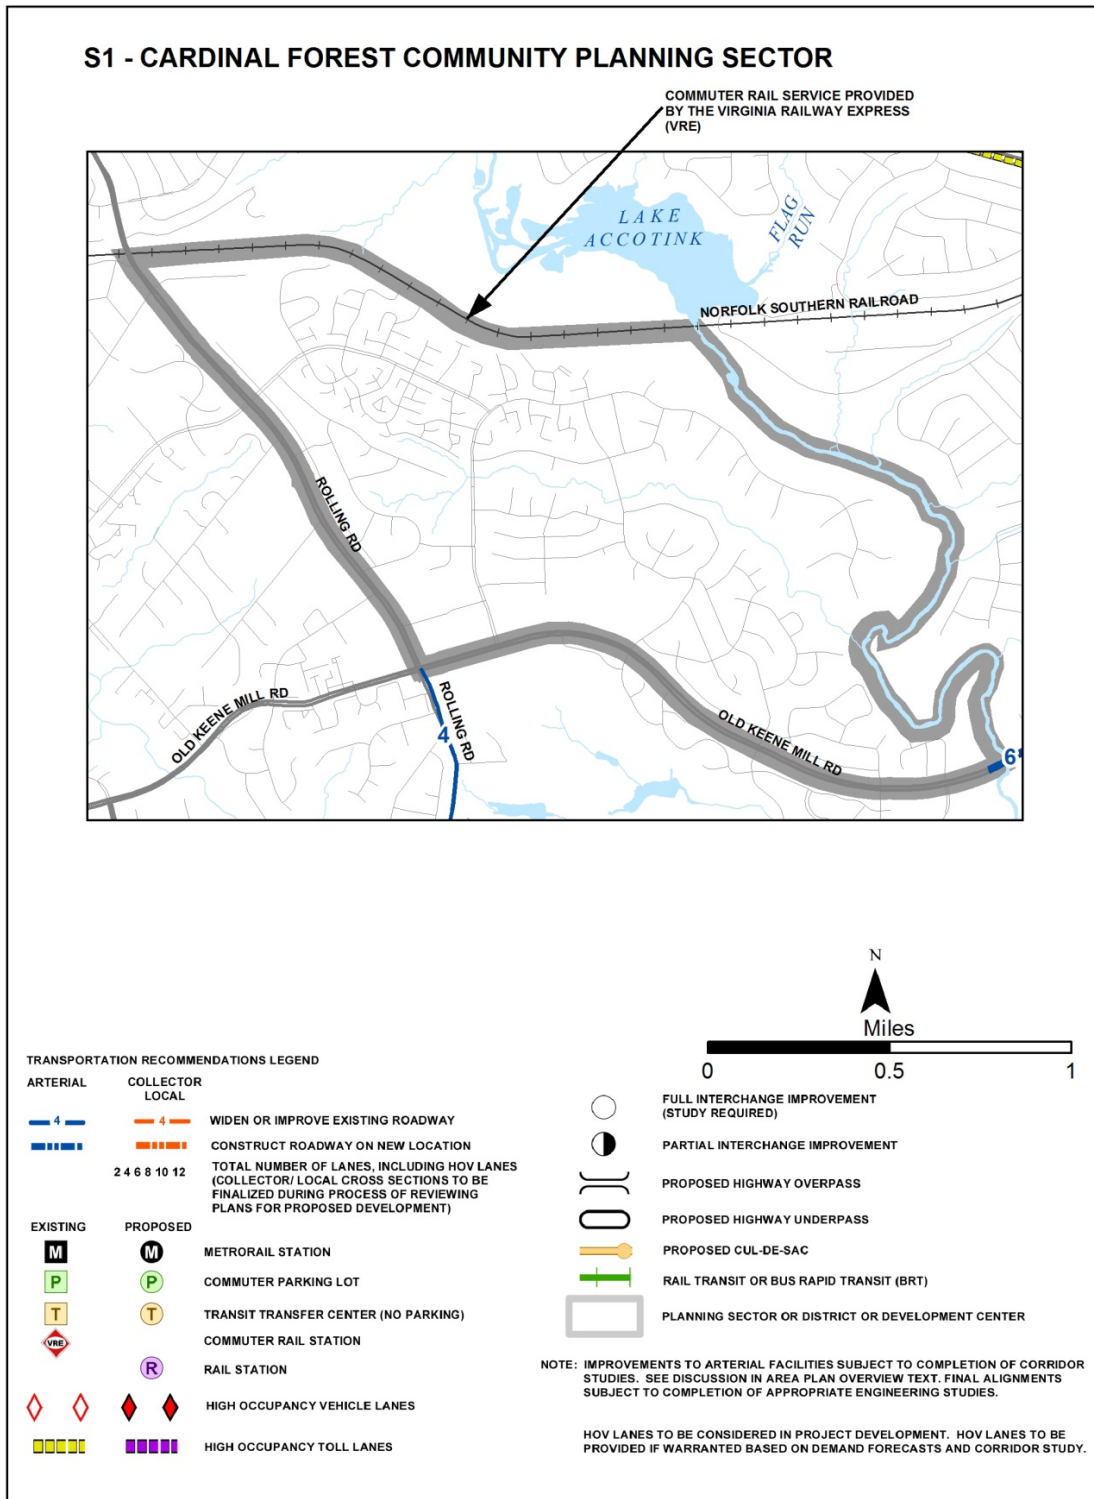 S1 - CARDINAL FOREST COMMUNITY PLANNING SECTOR
COMMUTER RAIL SERVICE PROVIDED
BY THE VIRGINIA RAILWAY EXPRESS
(VRE)
LAKE
ACCOTINK
FLAG
RUN
NORFOLK SOUTHERN RAILROAD
ROLLING RD
OLD KEENE MILL RD
ROLLING RD
4
OLD KEENE MILL RD
6*
N
Miles
0 0.5 1
TRANSPORTATION RECOMMENDATIONS LEGEND
ARTERIAL COLLECTOR
LOCAL
4 4 WIDEN OR IMPROVE EXISTING ROADWAY
CONSTRUCT ROADWAY ON NEW LOCATION
2 4 6 8 10 12 TOTAL NUMBER OF LANES, INCLUDING HOV LANES
(COLLECTOR/ LOCAL CROSS SECTIONS TO BE
FINALIZED DURING PROCESS OF REVIEWING
PLANS FOR PROPOSED DEVELOPMENT)
EXISTING PROPOSED
M M METRORAIL STATION
P P COMMUTER PARKING LOT
T T TRANSIT TRANSFER CENTER (NO PARKING)
VRE COMMUTER RAIL STATION
R RAIL STATION
HIGH OCCUPANCY VEHICLE LANES
HIGH OCCUPANCY TOLL LANES
FULL INTERCHANGE IMPROVEMENT
(STUDY REQUIRED)
PARTIAL INTERCHANGE IMPROVEMENT
PROPOSED HIGHWAY OVERPASS
PROPOSED HIGHWAY UNDERPASS
PROPOSED CUL-DE-SAC
RAIL TRANSIT OR BUS RAPID TRANSIT (BRT)
PLANNING SECTOR OR DISTRICT OR DEVELOPMENT CENTER
NOTE: IMPROVEMENTS TO ARTERIAL FACILITIES SUBJECT TO COMPLETION OF CORRIDOR
STUDIES. SEE DISCUSSION IN AREA PLAN OVERVIEW TEXT. FINAL ALIGNMENTS
SUBJECT TO COMPLETION OF APPROPRIATE ENGINEERING STUDIES.
HOV LANES TO BE CONSIDERED IN PROJECT DEVELOPMENT. HOV LANES TO BE
PROVIDED IF WARRANTED BASED ON DEMAND FORECASTS AND CORRIDOR STUDY.